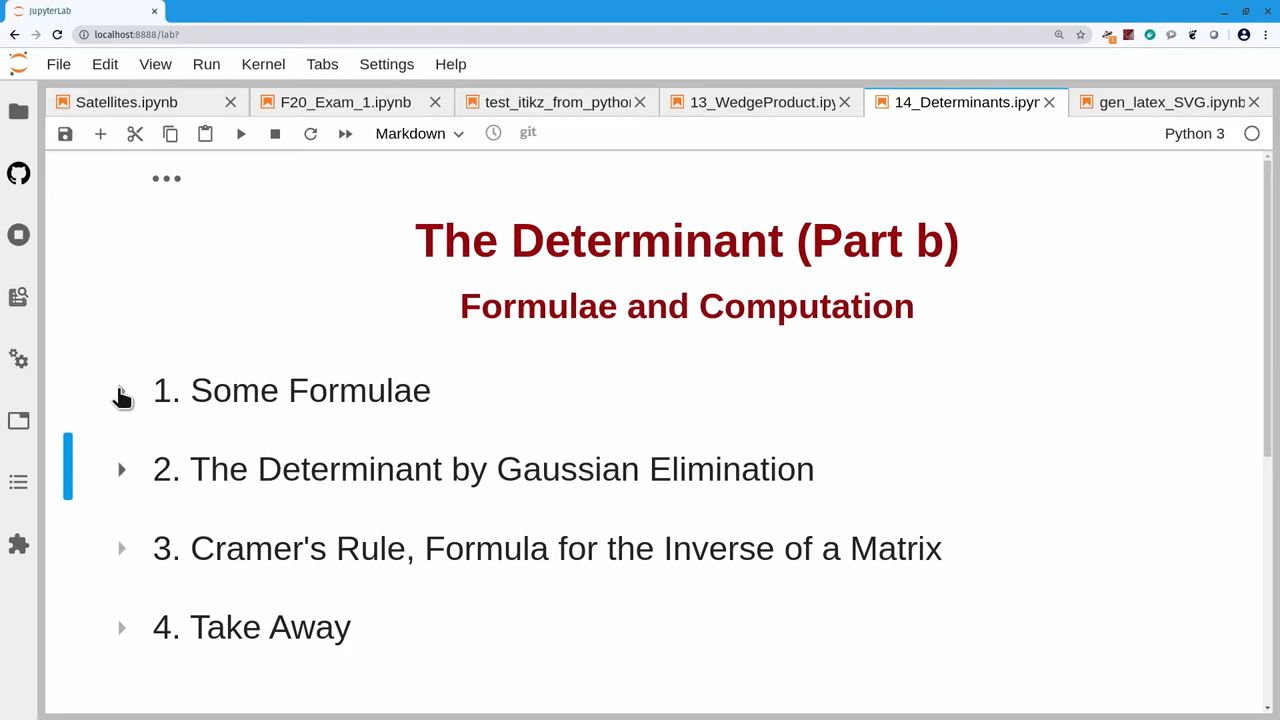 JupyterLab
localhost:8888/lab?
File Edit View Run Kernel Tabs Settings Help
Satellites.ipynb F20_Exam_1.ipynb test_itikz_from_pytho 13_WedgeProduct.ipy 14_Determinants.ipyn gen_latex_SVG.ipynb
Markdown git Python 3
•••
The Determinant (Part b)
Formulae and Computation
1. Some Formulae
2. The Determinant by Gaussian Elimination
3. Cramer's Rule, Formula for the Inverse of a Matrix
4. Take Away